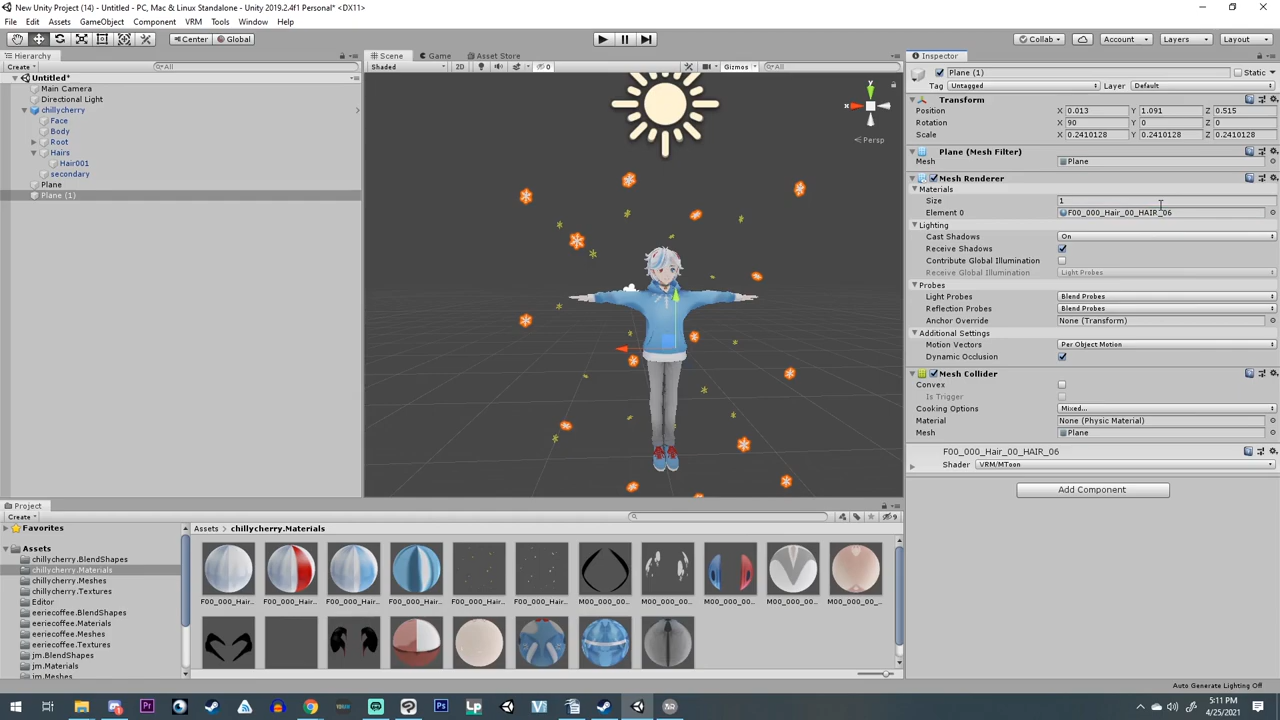 New Unity Project (14) - Untitled - PC, Mac & Linux Standalone - Unity 2019.2.4f1 Personal* <DX11>
File Edit Assets GameObject Component VRM Tools Window Help
Center Global Collab Account Layers Layout
Hierarchy
Create All
Untitled*
Main Camera
Directional Light
chillycherry
Face
Body
Root
Hairs
Hair001
secondary
Plane
Plane (1)
Scene Game Asset Store
Shaded 2D 0 Gizmos All
y
x
Persp
Inspector
Plane (1) Static
Tag Untagged Layer Default
Transform
Position X 0.013 Y 1.091 Z 0.515
Rotation X 90 Y 0 Z 0
Scale X 0.2410128 Y 0.2410128 Z 0.2410128
Plane (Mesh Filter)
Mesh Plane
Mesh Renderer
Materials
Size 1
Element 0 F00_000_Hair_00_HAIR_06
Lighting
Cast Shadows On
Receive Shadows
Contribute Global Illumination
Receive Global Illumination Light Probes
Probes
Light Probes Blend Probes
Reflection Probes Blend Probes
Anchor Override None (Transform)
Additional Settings
Motion Vectors Per Object Motion
Dynamic Occlusion
Mesh Collider
Convex
Is Trigger
Cooking Options Mixed...
Material None (Physic Material)
Mesh Plane
F00_000_Hair_00_HAIR_06
Shader VRM/MToon
Add Component
Project
Create 9
Favorites
Assets
chillycherry.BlendShapes
chillycherry.Materials
chillycherry.Meshes
chillycherry.Textures
Editor
eeriecoffee.BlendShapes
eeriecoffee.Materials
eeriecoffee.Meshes
eeriecoffee.Textures
jm.BlendShapes
jm.Materials
jm.Meshes
Assets chillycherry.Materials
F00_000_Hair... F00_000_Hair... F00_000_Hair... F00_000_Hair... F00_000_Hair... F00_000_Hair... M00_000_00... M00_000_00... M00_000_00... M00_000_00... M00_000_00_...
Auto Generate Lighting Off
Pr Ps Lp
5:11 PM
4/25/2021